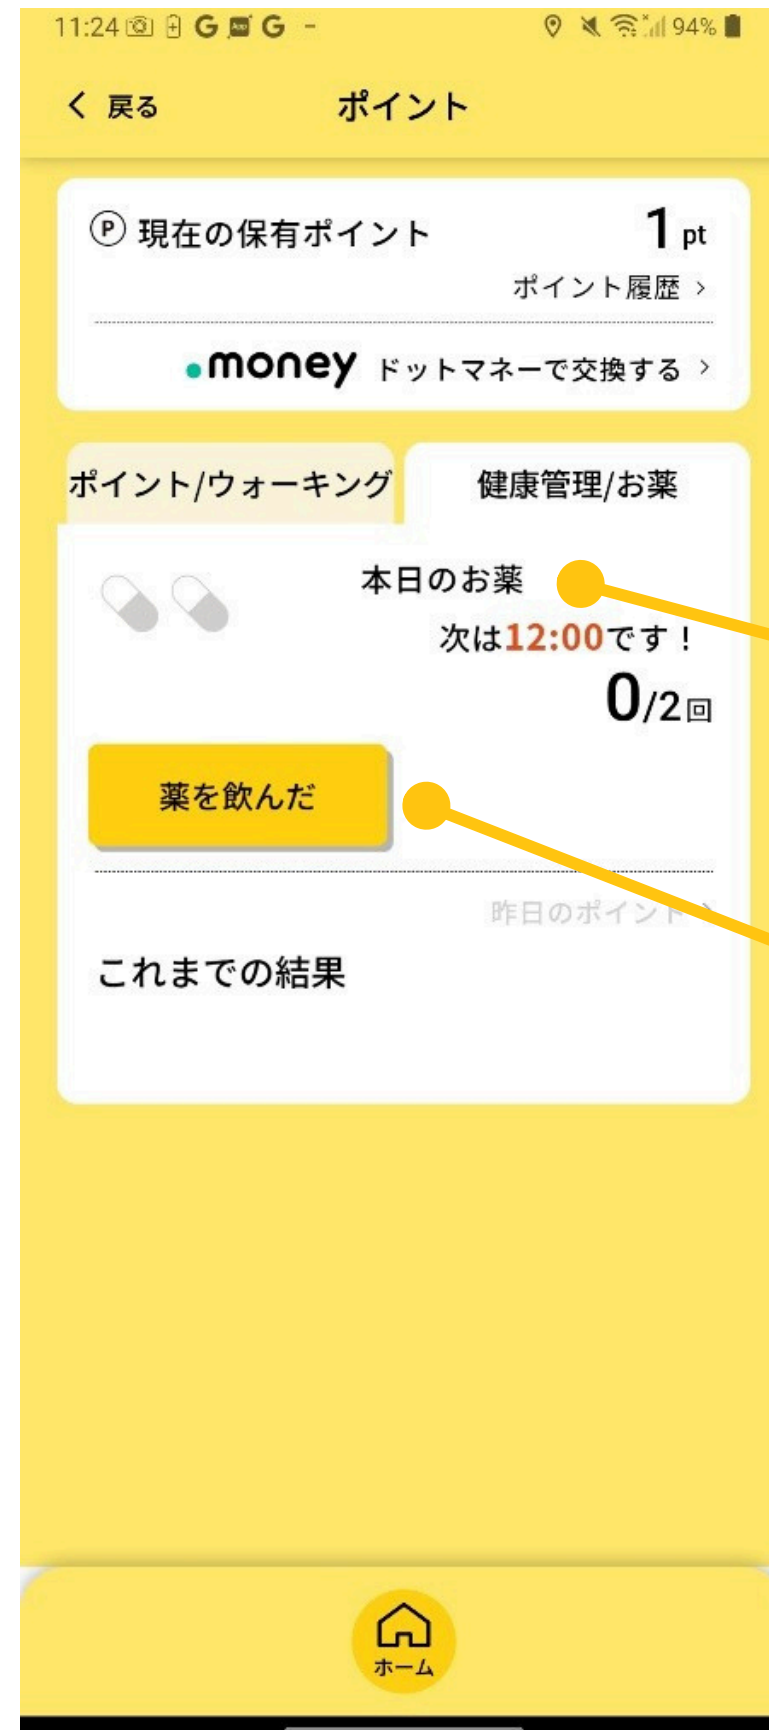 11:24 G G - 94%
戻る ポイント
P 現在の保有ポイント 1 pt
ポイント履歴 >
money ドットマネーで交換する >
ポイント/ウォーキング 健康管理/お薬
本日のお薬
次は12:00です！
0/2回
薬を飲んだ
昨日のポイント >
これまでの結果
ホーム